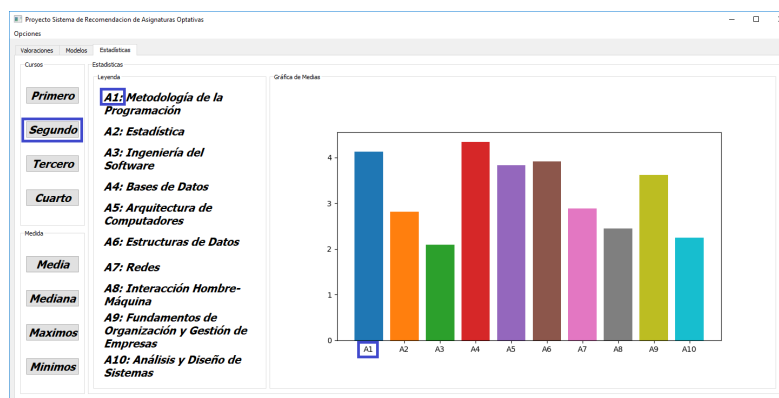 Proyecto Sistema de Recomendacion de Asignaturas Optativas
Opciones
Valoraciones Modelos Estadísticas
Cursos
Primero
Segundo
Tercero
Cuarto
Medida
Media
Mediana
Maximos
Minimos
Estadísticas
Leyenda
A1: Metodología de la
Programación
A2: Estadística
A3: Ingeniería del
Software
A4: Bases de Datos
A5: Arquitectura de
Computadores
A6: Estructuras de Datos
A7: Redes
A8: Interacción Hombre-
Máquina
A9: Fundamentos de
Organización y Gestión de
Empresas
A10: Análisis y Diseño de
Sistemas
Gráfica de Medias
4
3
2
1
0
A1 A2 A3 A4 A5 A6 A7 A8 A9 A10